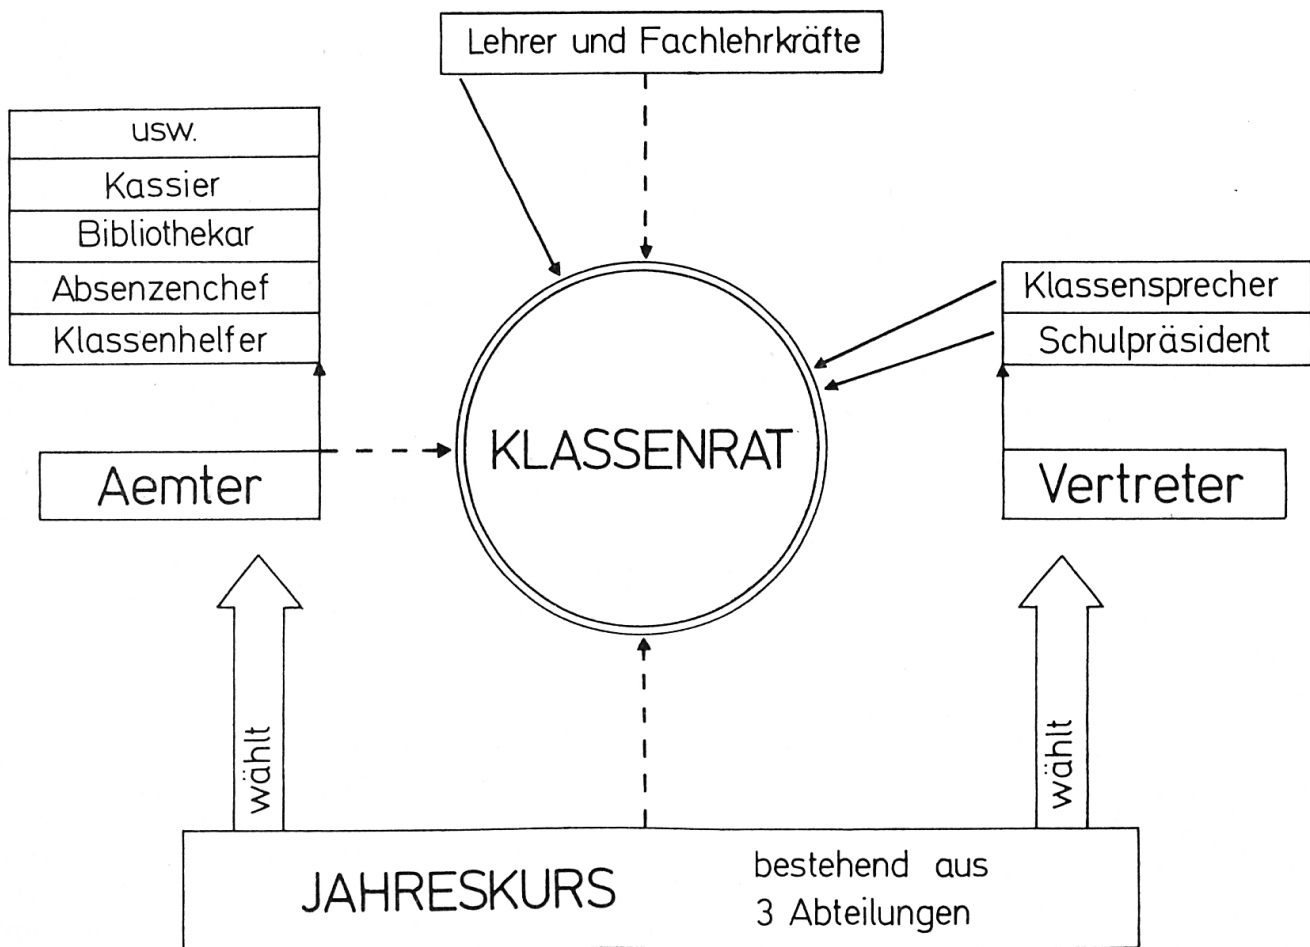 Lehrer und Fachlehrkräfte
usw.
Kassier
Bibliothekar
Absenzenchef
Klassenhelfer
Klassensprecher
Schulpräsident
KLASSENRAT
Aemter
Vertreter
wählt
wählt
JAHRESKURS
bestehend aus
3 Abteilungen